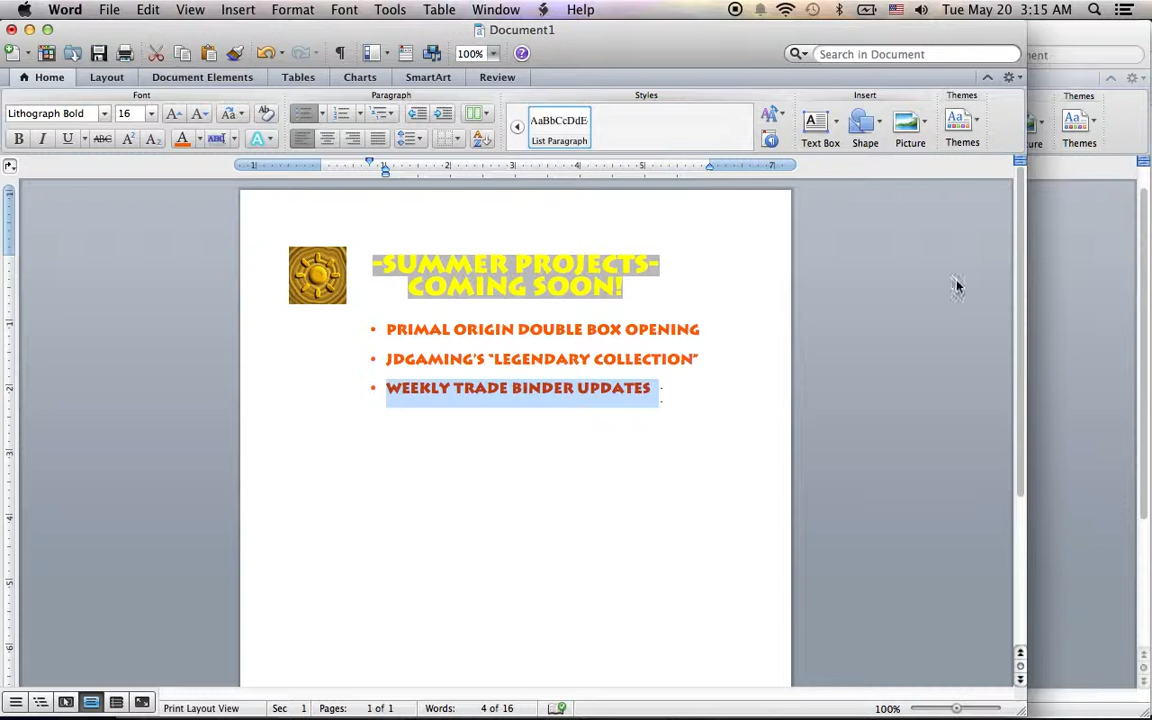 Word File Edit View Insert Format Font Tools Table Window Help Tue May 20 3:15 AM
Document1
100% Search in Document
Home Layout Document Elements Tables Charts SmartArt Review
Font Paragraph Styles Insert Themes Themes
Lithograph Bold 16 AaBbCcDdE
List Paragraph Text Box Shape Picture Themes Themes
-SUMMER PROJECTS-
COMING SOON!
• PRIMAL ORIGIN DOUBLE BOX OPENING
• JDGAMING'S "LEGENDARY COLLECTION"
• WEEKLY TRADE BINDER UPDATES
Print Layout View Sec 1 Pages: 1 of 1 Words: 4 of 16 100%